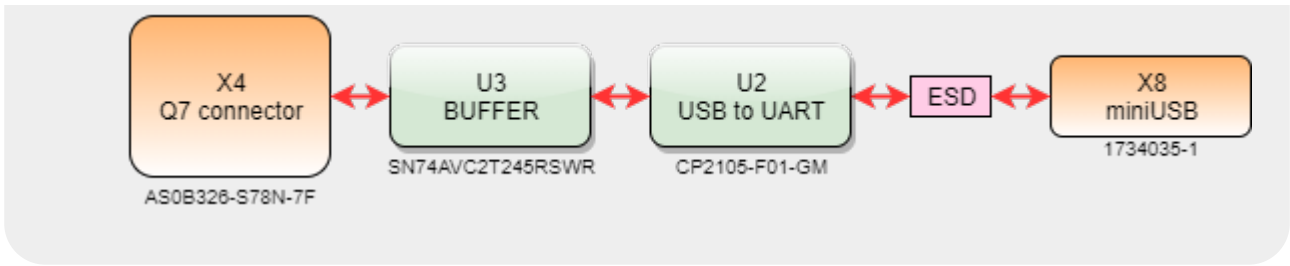 X4
Q7 connector
AS0B326-S78N-7F
U3
BUFFER
SN74AVC2T245RSWR
U2
USB to UART
CP2105-F01-GM
ESD
X8
miniUSB
1734035-1